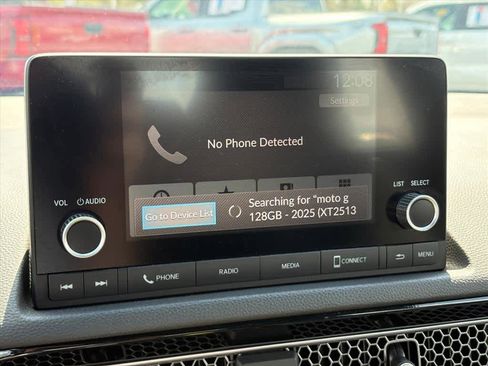 12:08
Settings
No Phone Detected
VOL AUDIO
LIST SELECT
Go to Device List
Searching for "moto g
128GB - 2025 (XT2513
PHONE
RADIO
MEDIA
CONNECT
MENU